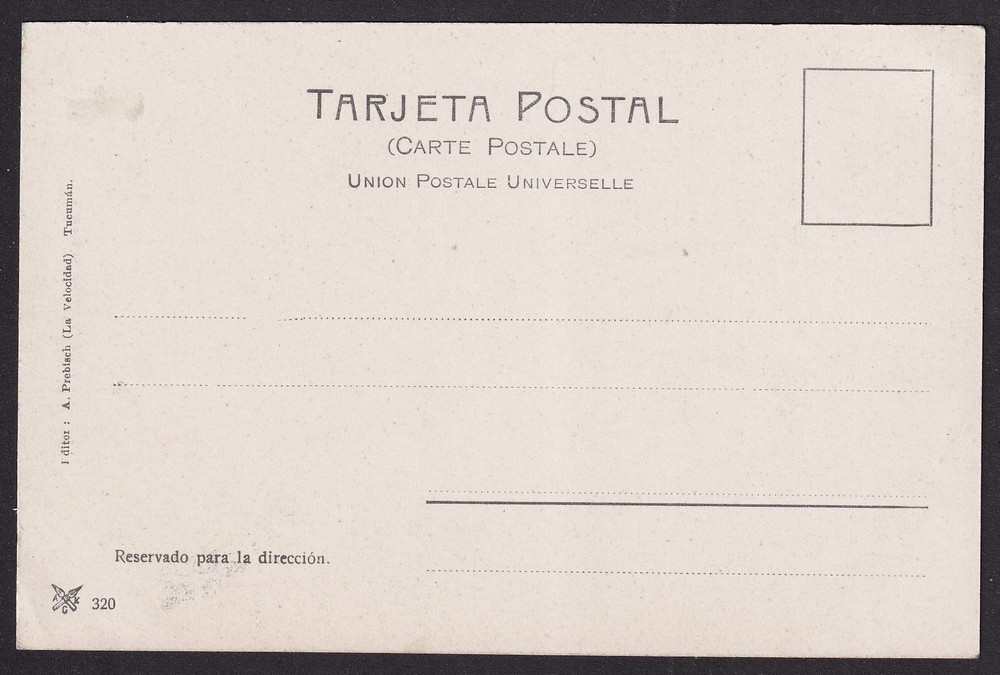 TARJETA POSTAL
(CARTE POSTALE)
UNION POSTALE UNIVERSELLE
Editor : A. Prebisch (La Velocidad). Tucumán.
Reservado para la dirección.
A K G 320